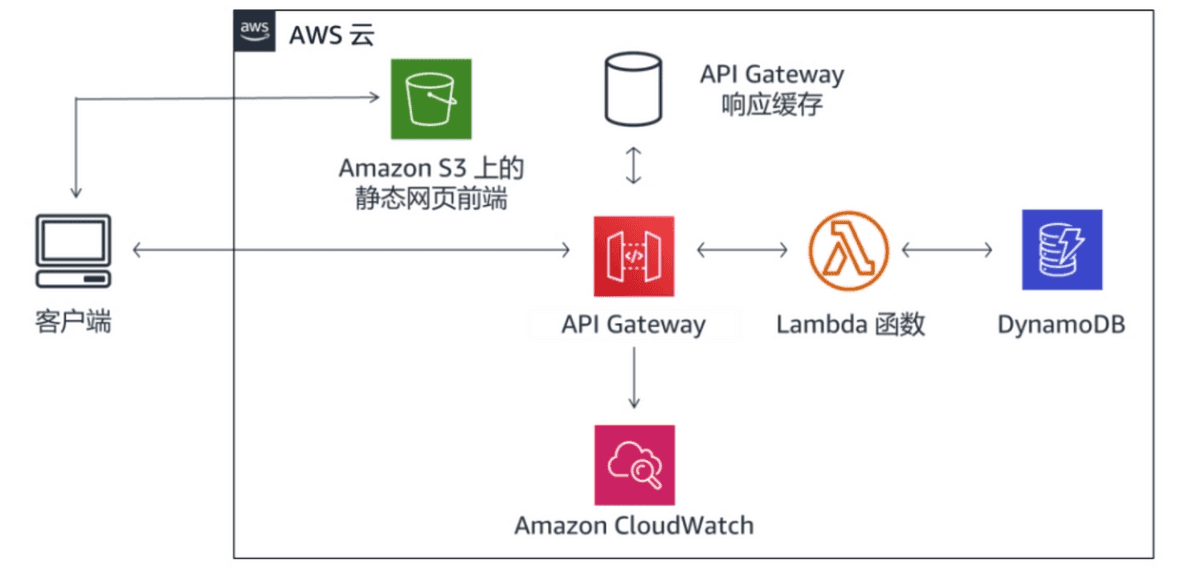 aws
AWS 云
API Gateway
响应缓存
Amazon S3 上的
静态网页前端
</>
客户端
API Gateway
Lambda 函数
DynamoDB
Amazon CloudWatch